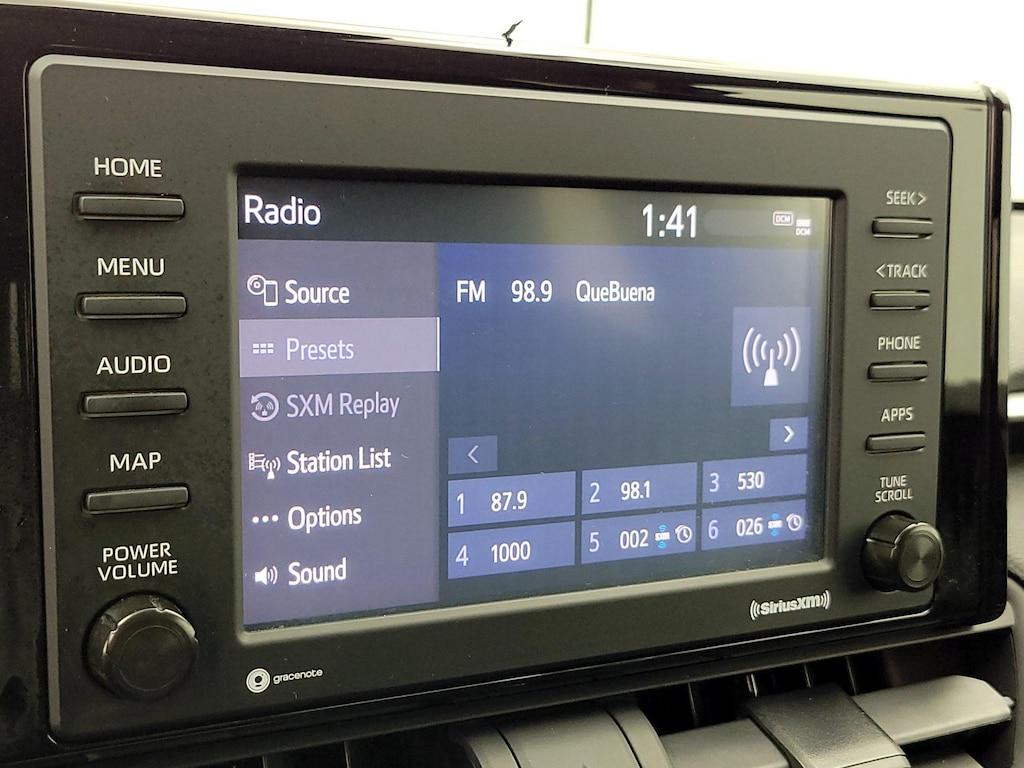 HOME
MENU
AUDIO
MAP
POWER
VOLUME
Radio
1:41
DCM
DCM
Source
Presets
SXM Replay
Station List
Options
Sound
FM 98.9 QueBuena
<
>
1 87.9
2 98.1
3 530
4 1000
5 002 SXM
6 026 SXM
SEEK>
<TRACK
PHONE
APPS
TUNE
SCROLL
gracenote
SiriusXM